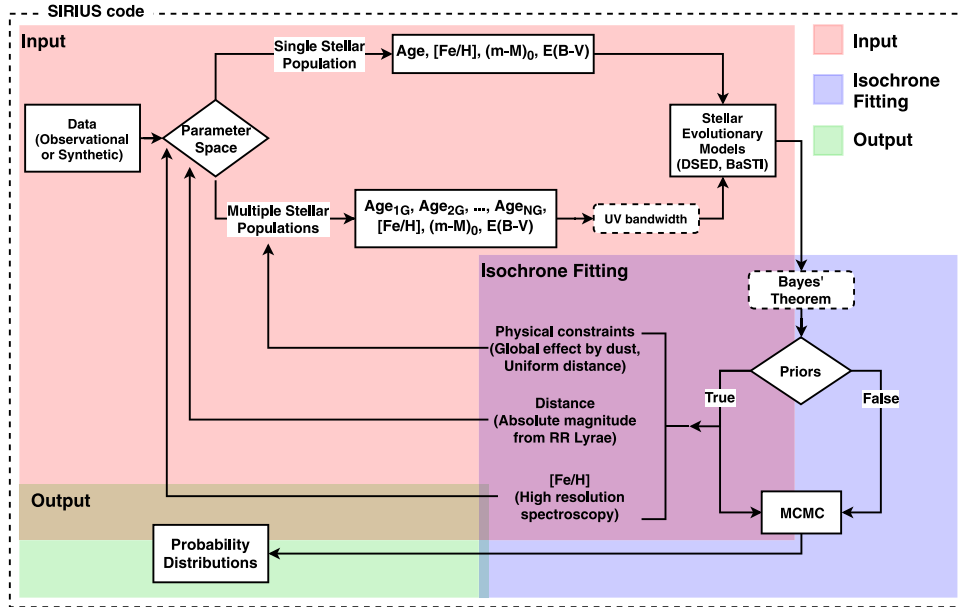 SIRIUS code
Input
Single Stellar
Population
Age, [Fe/H], (m-M)₀, E(B-V)
Input
Isochrone
Fitting
Output
Data
(Observational
or Synthetic)
Parameter
Space
Stellar
Evolutionary
Models
(DSED, BaSTI)
Multiple Stellar
Populations
Age₁G, Age₂G, ..., Age_NG,
[Fe/H], (m-M)₀, E(B-V)
UV bandwidth
Isochrone Fitting
Bayes'
Theorem
Physical constraints
(Global effect by dust,
Uniform distance)
Priors
True
False
Distance
(Absolute magnitude
from RR Lyrae)
[Fe/H]
(High resolution
spectroscopy)
MCMC
Output
Probability
Distributions